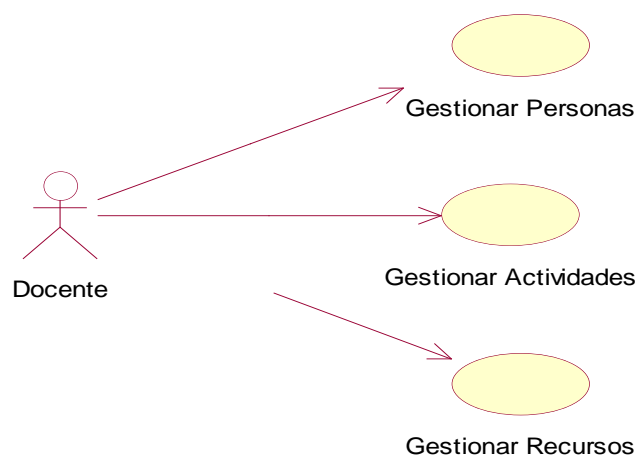 Gestionar Personas
Docente
Gestionar Actividades
Gestionar Recursos